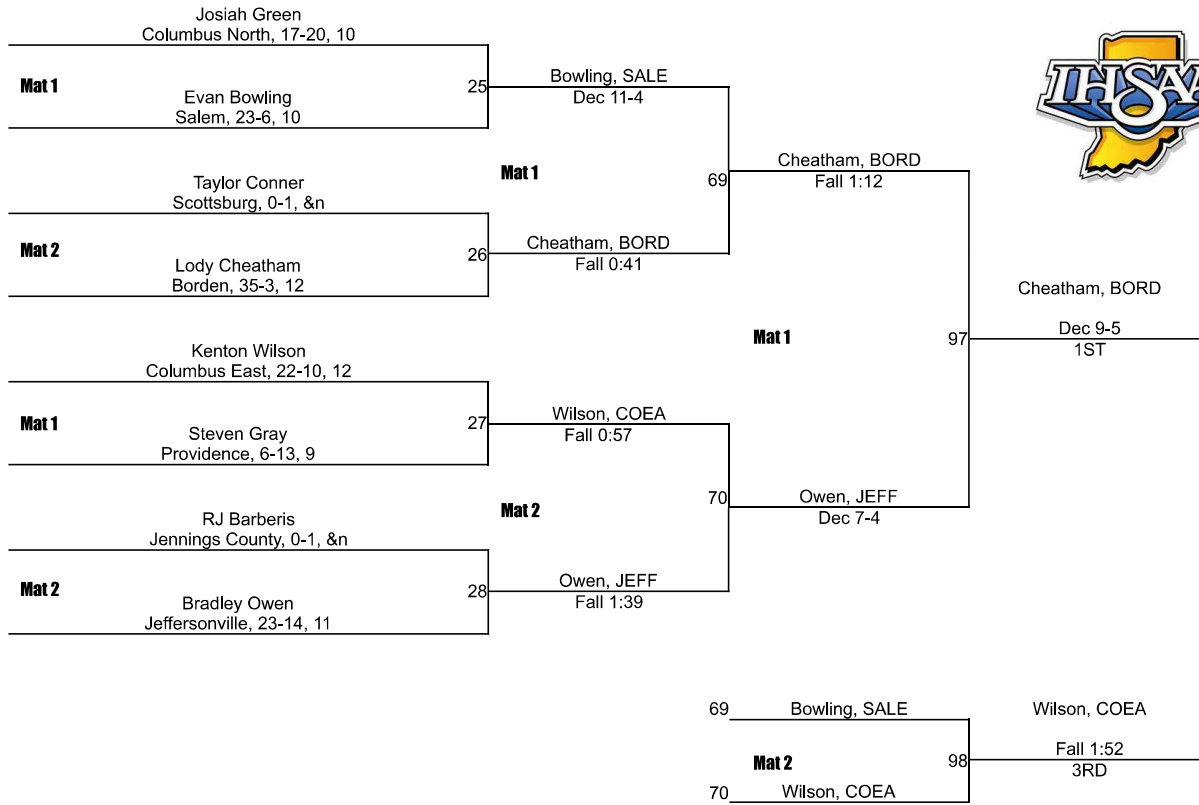 Josiah Green
Columbus North, 17-20, 10
Mat 1
Evan Bowling
Salem, 23-6, 10
25
Bowling, SALE
Dec 11-4
Taylor Conner
Scottsburg, 0-1, &n
Mat 2
Lody Cheatham
Borden, 35-3, 12
26
Cheatham, BORD
Fall 0:41
Mat 1
69
Cheatham, BORD
Fall 1:12
Kenton Wilson
Columbus East, 22-10, 12
Mat 1
Steven Gray
Providence, 6-13, 9
27
Wilson, COEA
Fall 0:57
RJ Barberis
Jennings County, 0-1, &n
Mat 2
Bradley Owen
Jeffersonville, 23-14, 11
28
Owen, JEFF
Fall 1:39
Mat 2
70
Owen, JEFF
Dec 7-4
Mat 1
97
Cheatham, BORD
Dec 9-5
1ST
IHSAA
69
Bowling, SALE
Mat 2
70
Wilson, COEA
98
Wilson, COEA
Fall 1:52
3RD